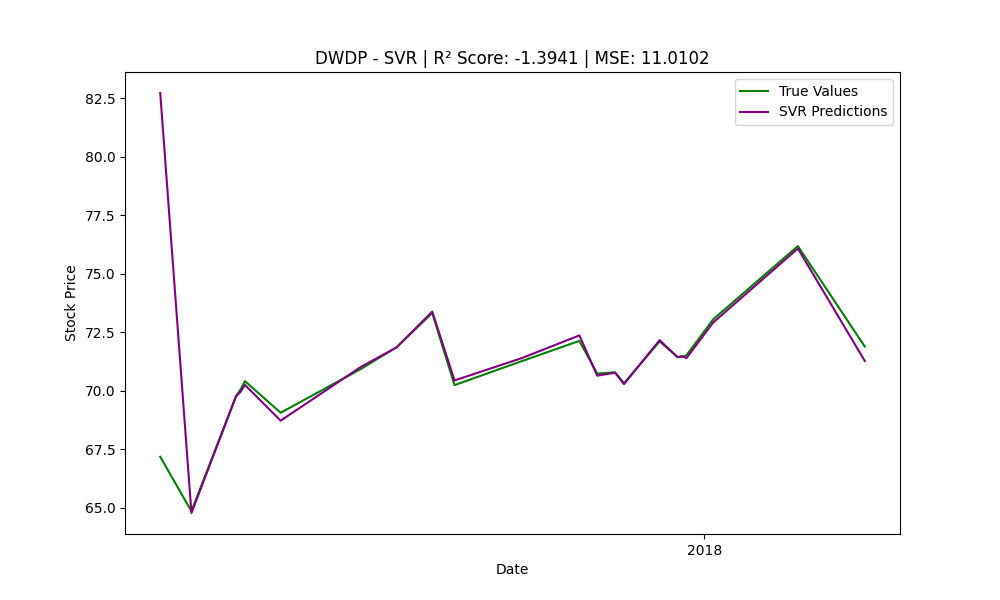 DWDP - SVR | R² Score: -1.3941 | MSE: 11.0102
True Values
SVR Predictions
82.5
80.0
77.5
75.0
72.5
70.0
67.5
65.0
Stock Price
2018
Date